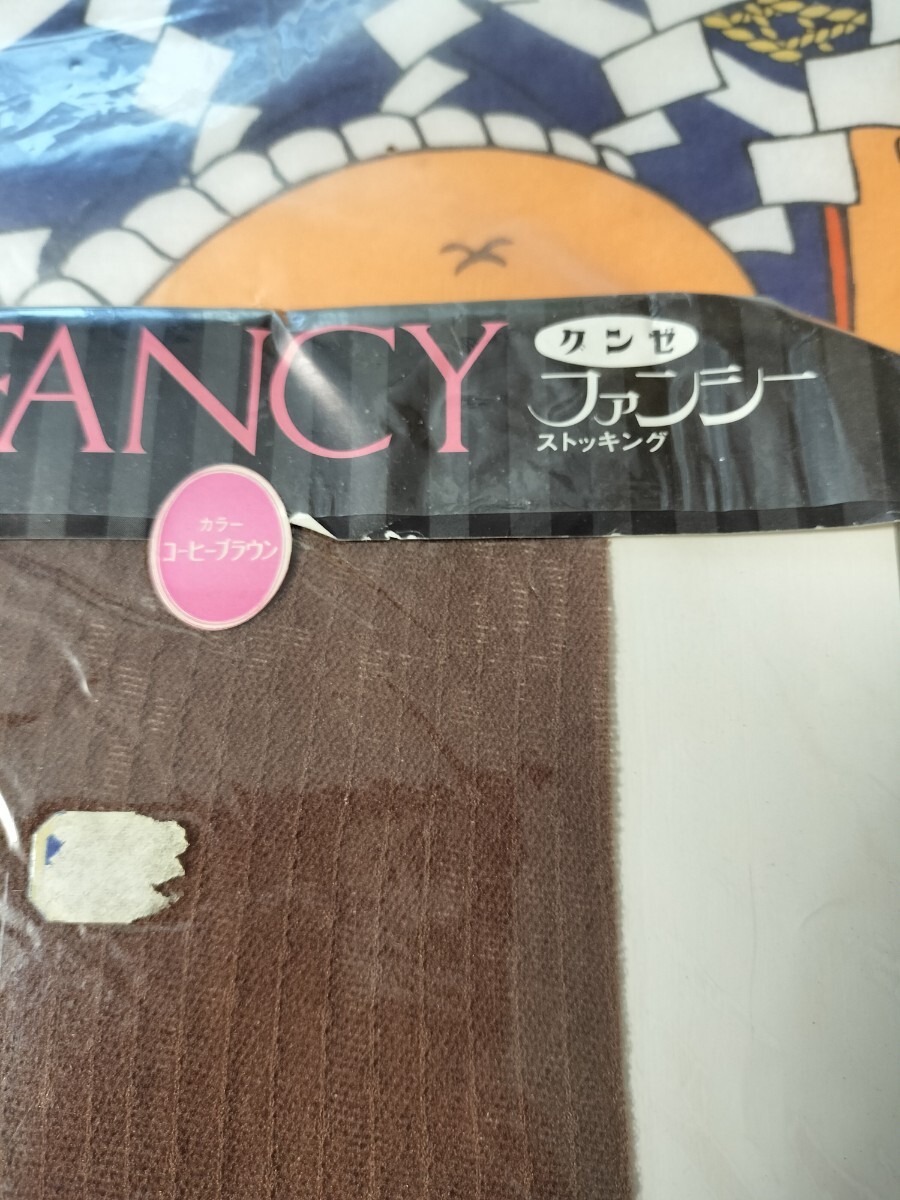 FANCY
グンゼ
ファンシー
ストッキング
カラー
コーヒーブラウン